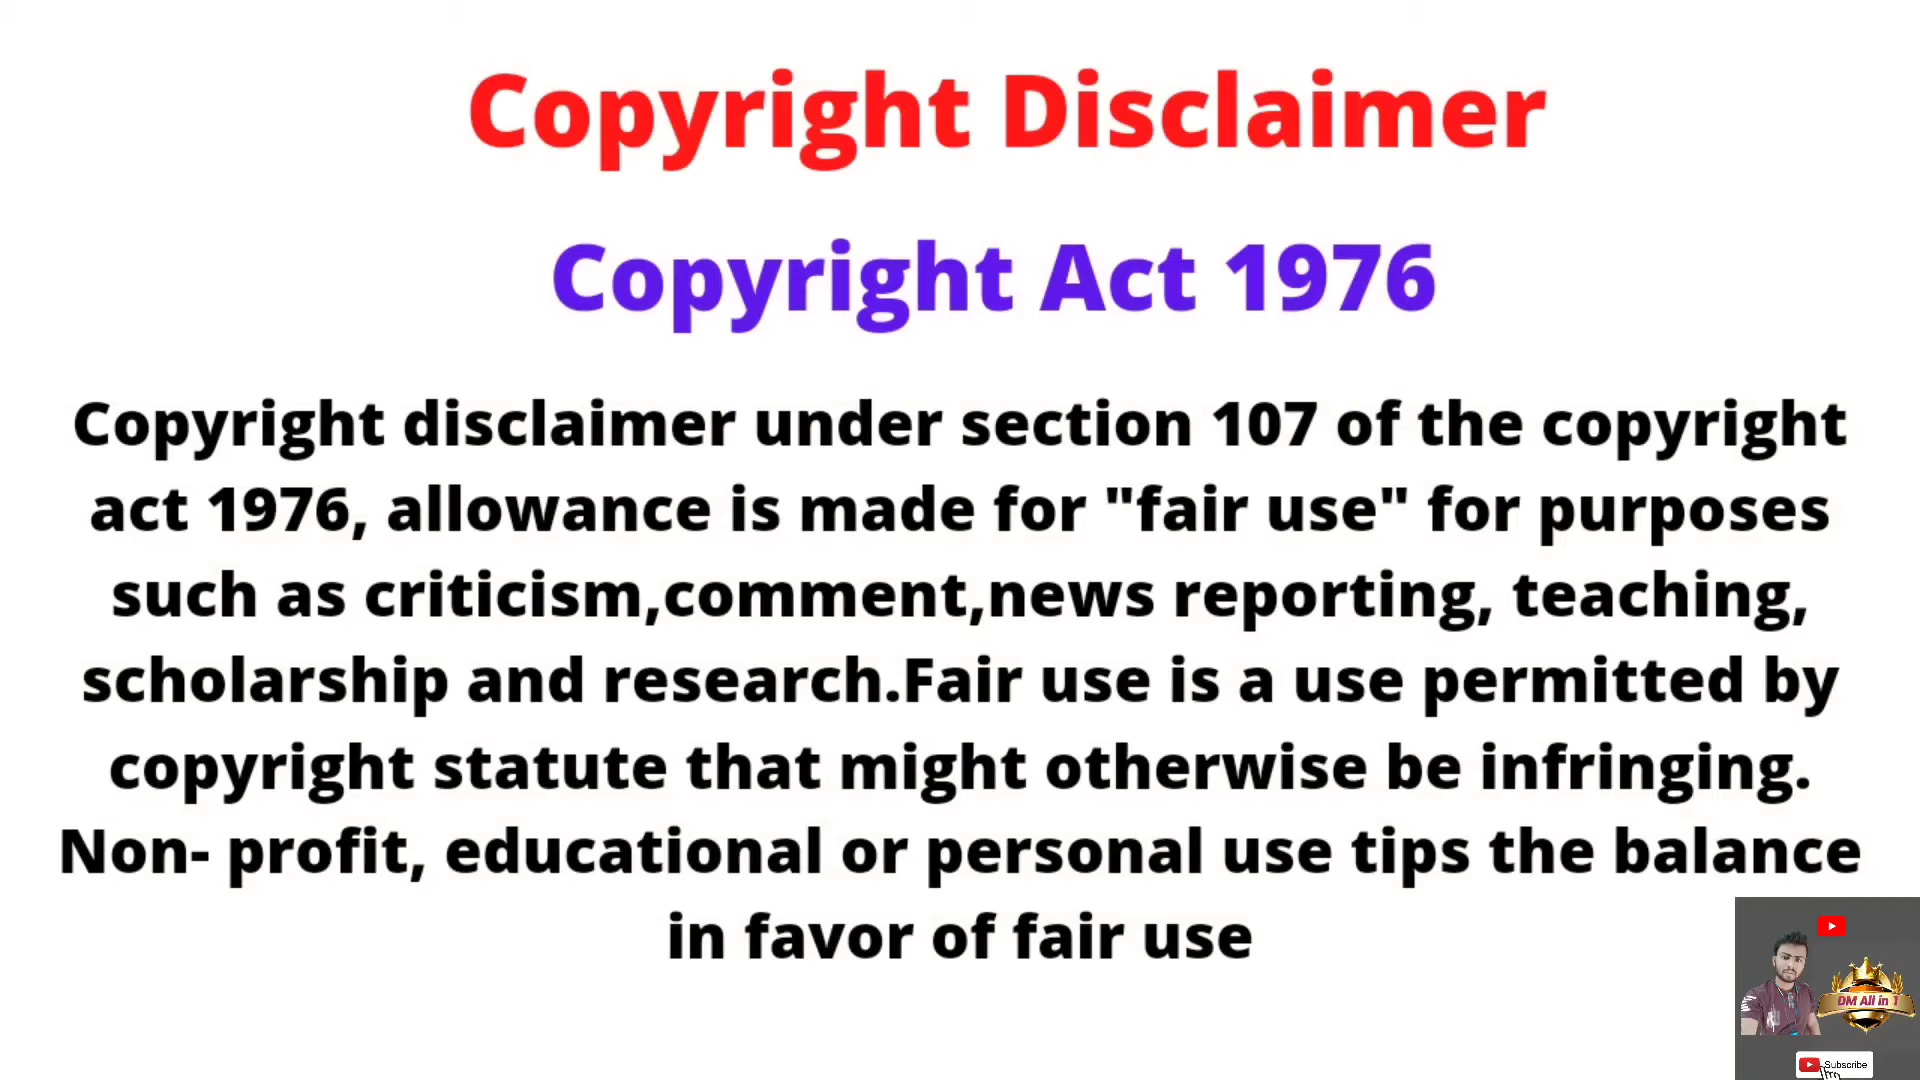 Copyright Disclaimer
Copyright Act 1976
Copyright disclaimer under section 107 of the copyright
act 1976, allowance is made for "fair use" for purposes
such as criticism,comment,news reporting, teaching,
scholarship and research.Fair use is a use permitted by
copyright statute that might otherwise be infringing.
Non- profit, educational or personal use tips the balance
in favor of fair use
DM All in 1
Subscribe